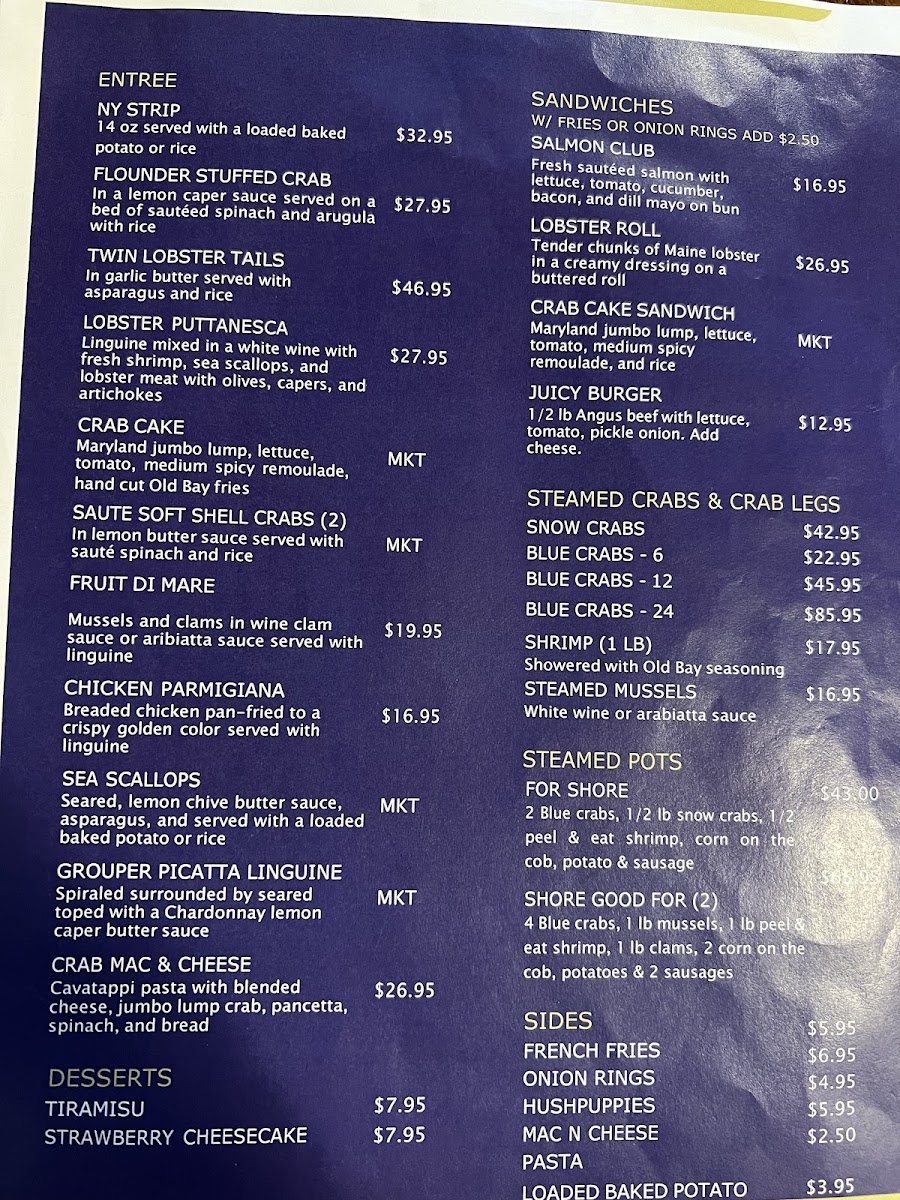 ENTREE
NY STRIP
14 oz served with a loaded baked
potato or rice
$32.95
FLOUNDER STUFFED CRAB
In a lemon caper sauce served on a
bed of sautéed spinach and arugula
with rice
$27.95
TWIN LOBSTER TAILS
In garlic butter served with
asparagus and rice
$46.95
LOBSTER PUTTANESCA
Linguine mixed in a white wine with
fresh shrimp, sea scallops, and
lobster meat with olives, capers, and
artichokes
$27.95
CRAB CAKE
Maryland jumbo lump, lettuce,
tomato, medium spicy remoulade,
hand cut Old Bay fries
MKT
SAUTE SOFT SHELL CRABS (2)
In lemon butter sauce served with
sauté spinach and rice
MKT
FRUIT DI MARE
Mussels and clams in wine clam
sauce or aribiatta sauce served with
linguine
$19.95
CHICKEN PARMIGIANA
Breaded chicken pan-fried to a
crispy golden color served with
linguine
$16.95
SEA SCALLOPS
Seared, lemon chive butter sauce,
asparagus, and served with a loaded
baked potato or rice
MKT
GROUPER PICATTA LINGUINE
Spiraled surrounded by seared
toped with a Chardonnay lemon
caper butter sauce
MKT
CRAB MAC & CHEESE
Cavatappi pasta with blended
cheese, jumbo lump crab, pancetta,
spinach, and bread
$26.95
DESSERTS
TIRAMISU $7.95
STRAWBERRY CHEESECAKE $7.95
SANDWICHES
W/ FRIES OR ONION RINGS ADD $2.50
SALMON CLUB
Fresh sautéed salmon with
lettuce, tomato, cucumber,
bacon, and dill mayo on bun
$16.95
LOBSTER ROLL
Tender chunks of Maine lobster
in a creamy dressing on a
buttered roll
$26.95
CRAB CAKE SANDWICH
Maryland jumbo lump, lettuce,
tomato, medium spicy
remoulade, and rice
MKT
JUICY BURGER
1/2 lb Angus beef with lettuce,
tomato, pickle onion. Add
cheese.
$12.95
STEAMED CRABS & CRAB LEGS
SNOW CRABS $42.95
BLUE CRABS - 6 $22.95
BLUE CRABS - 12 $45.95
BLUE CRABS - 24 $85.95
SHRIMP (1 LB) $17.95
Showered with Old Bay seasoning
STEAMED MUSSELS $16.95
White wine or arabiatta sauce
STEAMED POTS
FOR SHORE $43.00
2 Blue crabs, 1/2 lb snow crabs, 1/2
peel & eat shrimp, corn on the
cob, potato & sausage
SHORE GOOD FOR (2)
4 Blue crabs, 1 lb mussels, 1 lb peel &
eat shrimp, 1 lb clams, 2 corn on the
cob, potatoes & 2 sausages
SIDES
$5.95
FRENCH FRIES $6.95
ONION RINGS $4.95
HUSHPUPPIES $5.95
MAC N CHEESE $2.50
PASTA
LOADED BAKED POTATO $3.95